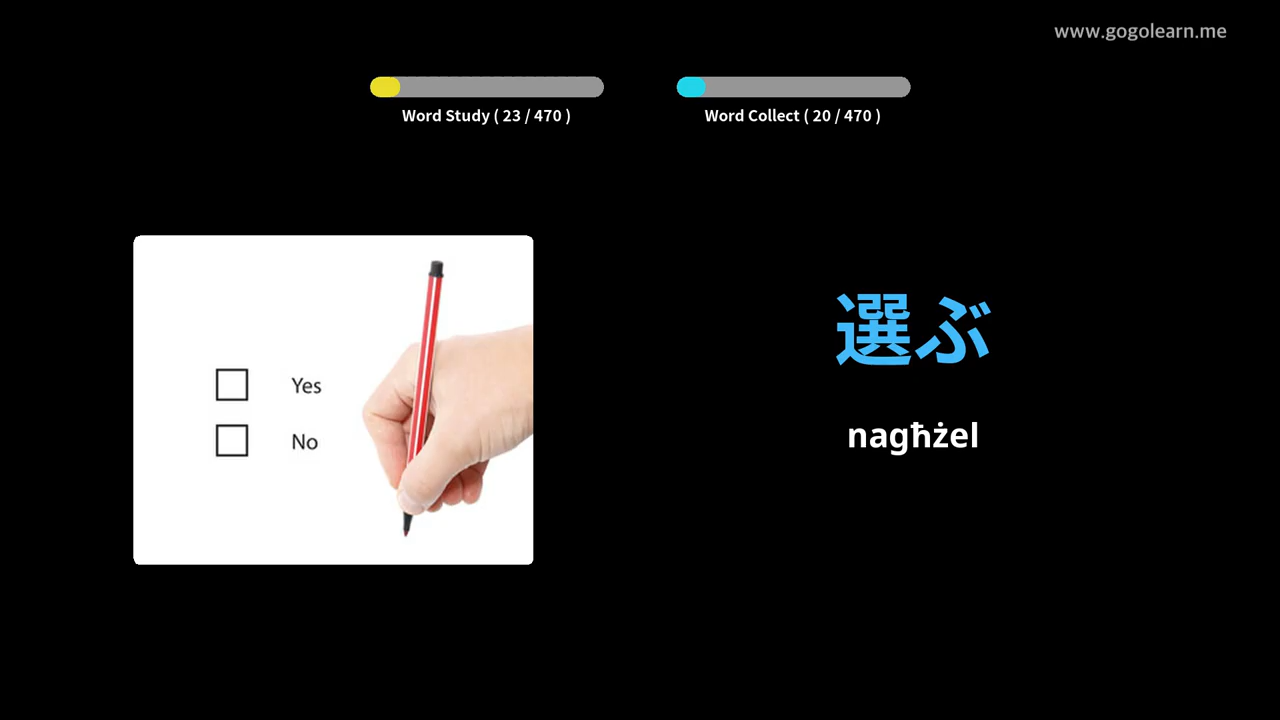 www.gogolearn.me
Word Study ( 23 / 470 )
Word Collect ( 20 / 470 )
Yes
No
選ぶ
nagħżel